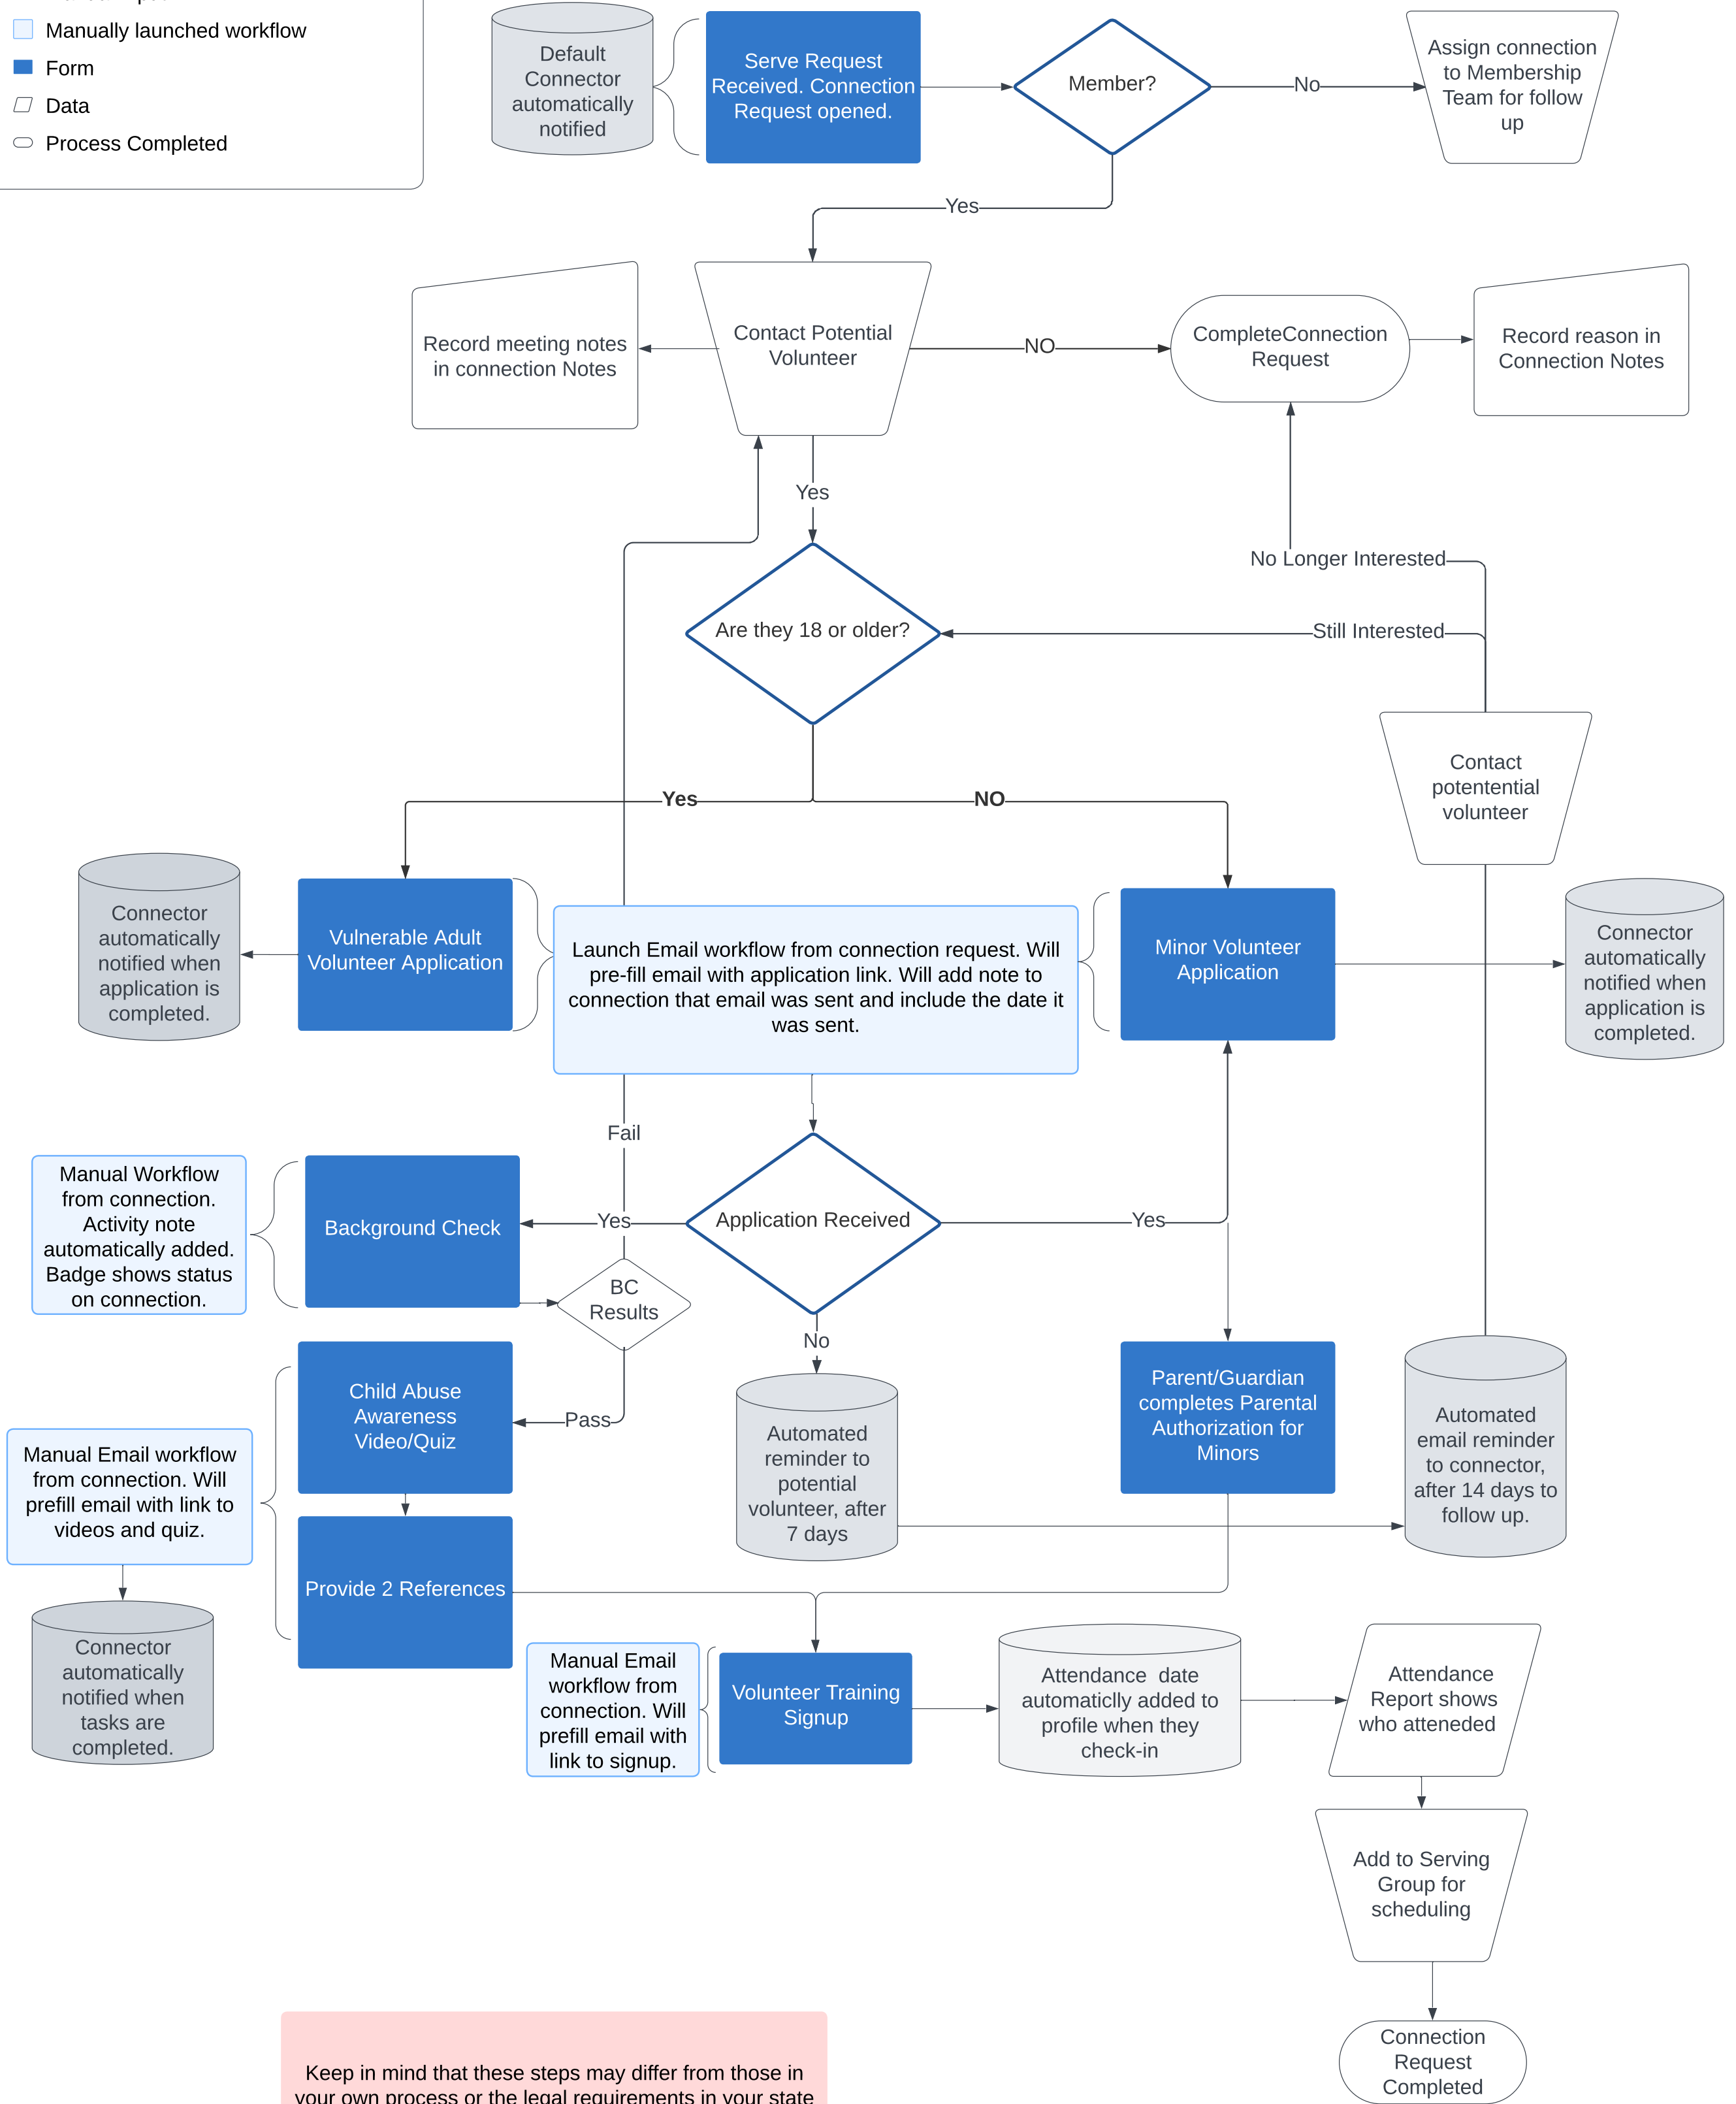 Manually launched workflow
Form
Data
Process Completed
Default
Connector
automatically
notified
Serve Request
Received. Connection
Request opened.
Member?
No
Assign connection
to Membership
Team for follow
up
Yes
Record meeting notes
in connection Notes
Contact Potential
Volunteer
NO
CompleteConnection
Request
Record reason in
Connection Notes
Yes
No Longer Interested
Are they 18 or older?
Still Interested
Contact
potentential
volunteer
Yes
NO
Connector
automatically
notified when
application is
completed.
Vulnerable Adult
Volunteer Application
Launch Email workflow from connection request. Will
pre-fill email with application link. Will add note to
connection that email was sent and include the date it
was sent.
Minor Volunteer
Application
Connector
automatically
notified when
application is
completed.
Fail
Manual Workflow
from connection.
Activity note
automatically added.
Badge shows status
on connection.
Background Check
Yes
Application Received
Yes
BC
Results
No
Child Abuse
Awareness
Video/Quiz
Pass
Parent/Guardian
completes Parental
Authorization for
Minors
Automated
email reminder
to connector,
after 14 days to
follow up.
Automated
reminder to
potential
volunteer, after
7 days
Manual Email workflow
from connection. Will
prefill email with link to
videos and quiz.
Provide 2 References
Connector
automatically
notified when
tasks are
completed.
Manual Email
workflow from
connection. Will
prefill email with
link to signup.
Volunteer Training
Signup
Attendance  date
automaticlly added to
profile when they
check-in
Attendance
Report shows
who atteneded
Add to Serving
Group for
scheduling
Connection
Request
Completed
Keep in mind that these steps may differ from those in
your own process or the legal requirements in your state